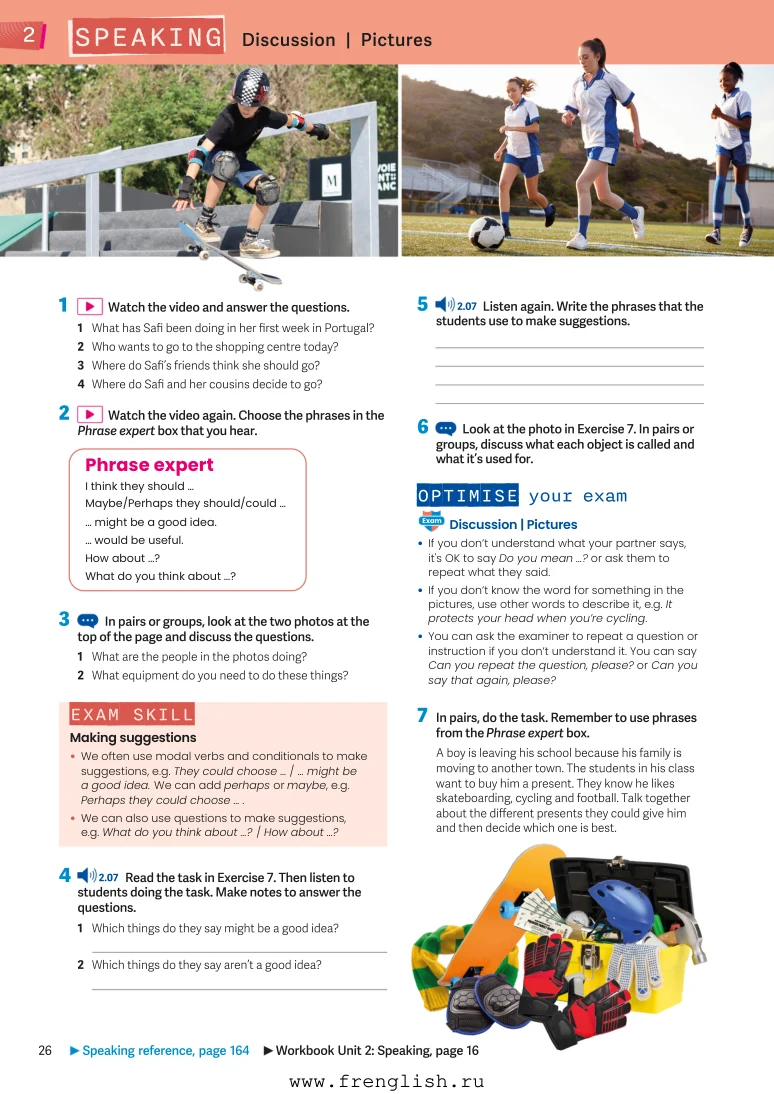 2
SPEAKING
Discussion | Pictures
M
VOIE
1 Watch the video and answer the questions.
1 What has Safi been doing in her first week in Portugal?
2 Who wants to go to the shopping centre today?
3 Where do Safi's friends think she should go?
4 Where do Safi and her cousins decide to go?
2 Watch the video again. Choose the phrases in the
Phrase expert box that you hear.
Phrase expert
I think they should …
Maybe/Perhaps they should/could …
… might be a good idea.
… would be useful.
How about …?
What do you think about …?
3 In pairs or groups, look at the two photos at the
top of the page and discuss the questions.
1 What are the people in the photos doing?
2 What equipment do you need to do these things?
EXAM SKILL
Making suggestions
• We often use modal verbs and conditionals to make
suggestions, e.g. They could choose … / … might be
a good idea. We can add perhaps or maybe, e.g.
Perhaps they could choose … .
• We can also use questions to make suggestions,
e.g. What do you think about …? / How about …?
4 2.07 Read the task in Exercise 7. Then listen to
students doing the task. Make notes to answer the
questions.
1 Which things do they say might be a good idea?
2 Which things do they say aren't a good idea?
5 2.07 Listen again. Write the phrases that the
students use to make suggestions.
6 Look at the photo in Exercise 7. In pairs or
groups, discuss what each object is called and
what it's used for.
OPTIMISE your exam
Exam Discussion | Pictures
• If you don't understand what your partner says,
it's OK to say Do you mean …? or ask them to
repeat what they said.
• If you don't know the word for something in the
pictures, use other words to describe it, e.g. It
protects your head when you're cycling.
• You can ask the examiner to repeat a question or
instruction if you don't understand it. You can say
Can you repeat the question, please? or Can you
say that again, please?
7 In pairs, do the task. Remember to use phrases
from the Phrase expert box.
A boy is leaving his school because his family is
moving to another town. The students in his class
want to buy him a present. They know he likes
skateboarding, cycling and football. Talk together
about the different presents they could give him
and then decide which one is best.
26 ▶ Speaking reference, page 164 ▶ Workbook Unit 2: Speaking, page 16
www.frenglish.ru